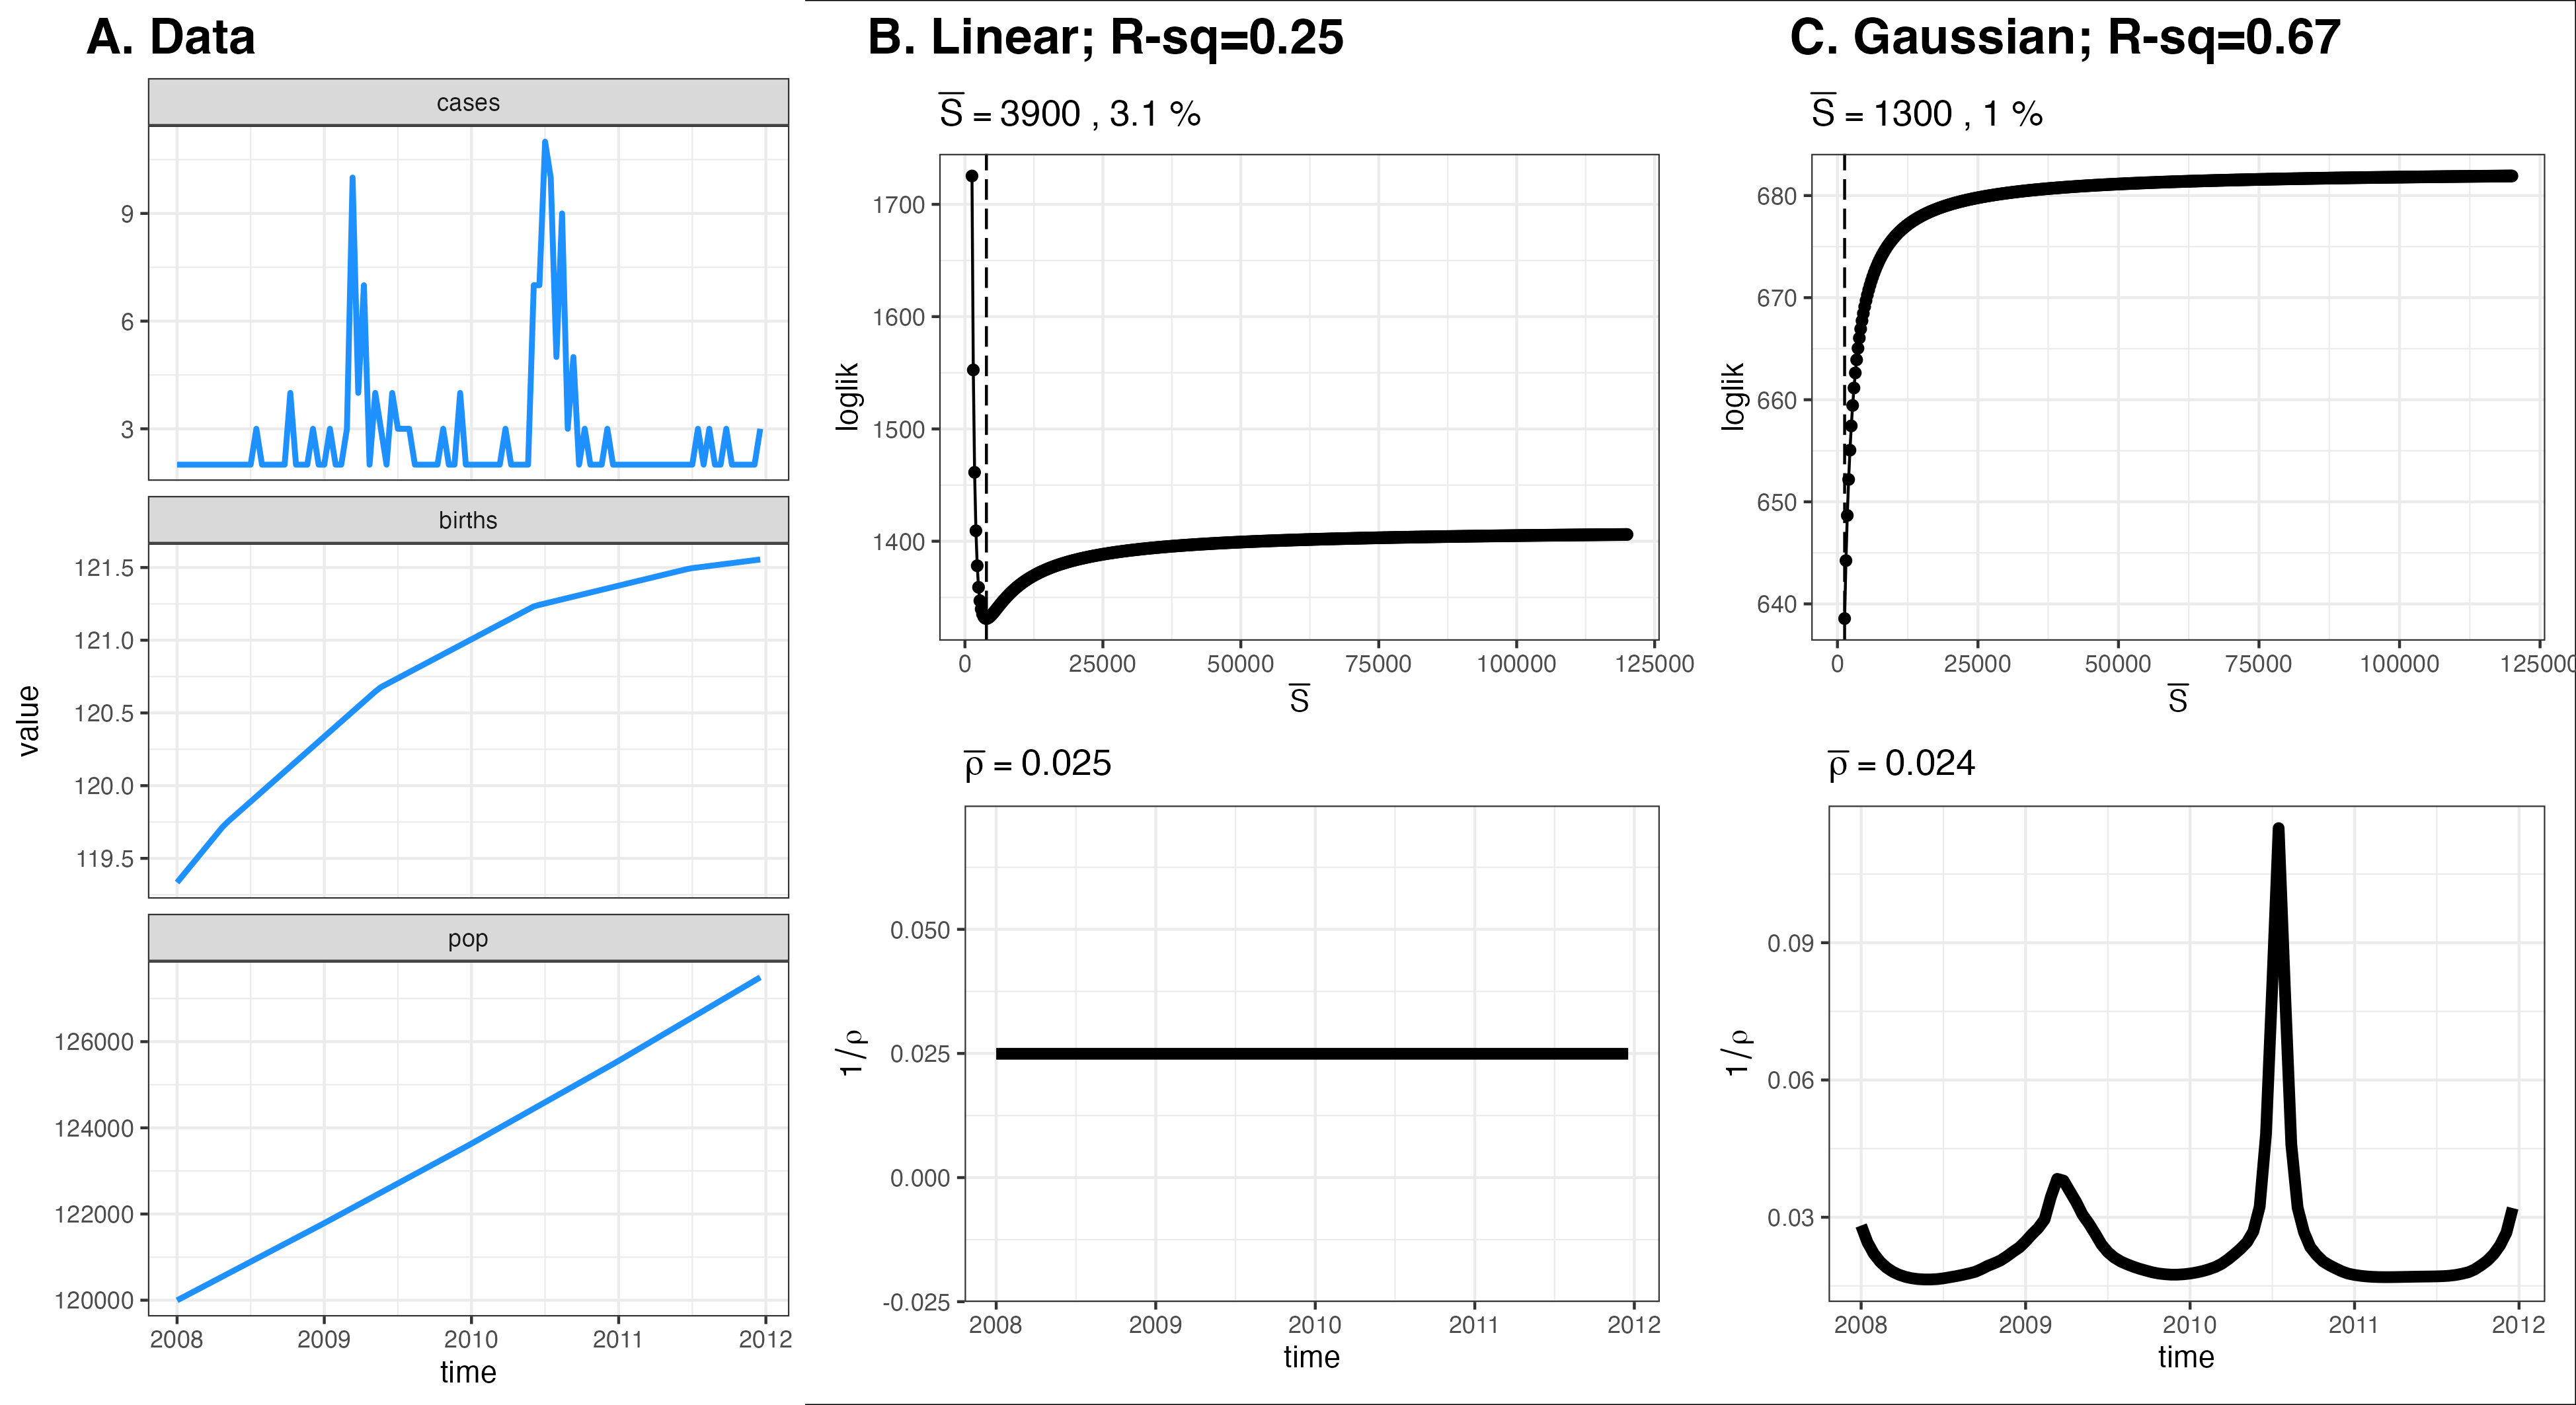 A. Data
cases
9
6
3
births
121.5
121.0
120.5
120.0
119.5
value
pop
126000
124000
122000
120000
2008 2009 2010 2011 2012
time
B. Linear; R-sq=0.25
S̅ = 3900 , 3.1 %
1700
1600
1500
1400
loglik
0 25000 50000 75000 100000 125000
S̅
ρ̅ = 0.025
0.050
0.025
0.000
-0.025
1/ρ
2008 2009 2010 2011 2012
time
C. Gaussian; R-sq=0.67
S̅ = 1300 , 1 %
680
670
660
650
640
loglik
0 25000 50000 75000 100000 125000
S̅
ρ̅ = 0.024
0.09
0.06
0.03
1/ρ
2008 2009 2010 2011 2012
time